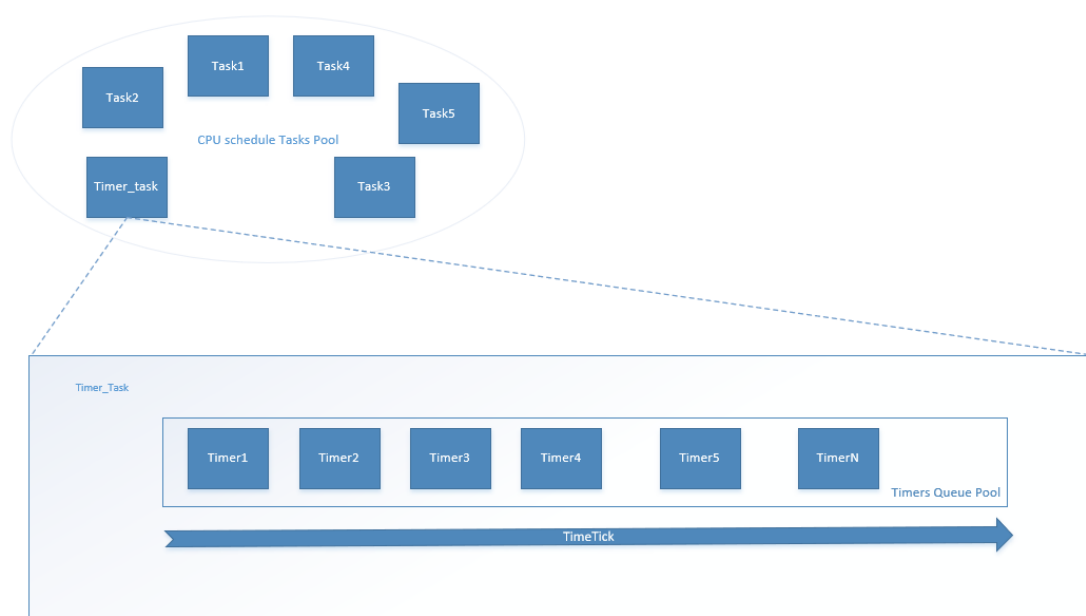 Task1
Task4
Task2
Task5
CPU schedule Tasks Pool
Timer_task
Task3
Timer_Task
Timer1
Timer2
Timer3
Timer4
Timer5
TimerN
Timers Queue Pool
TimeTick